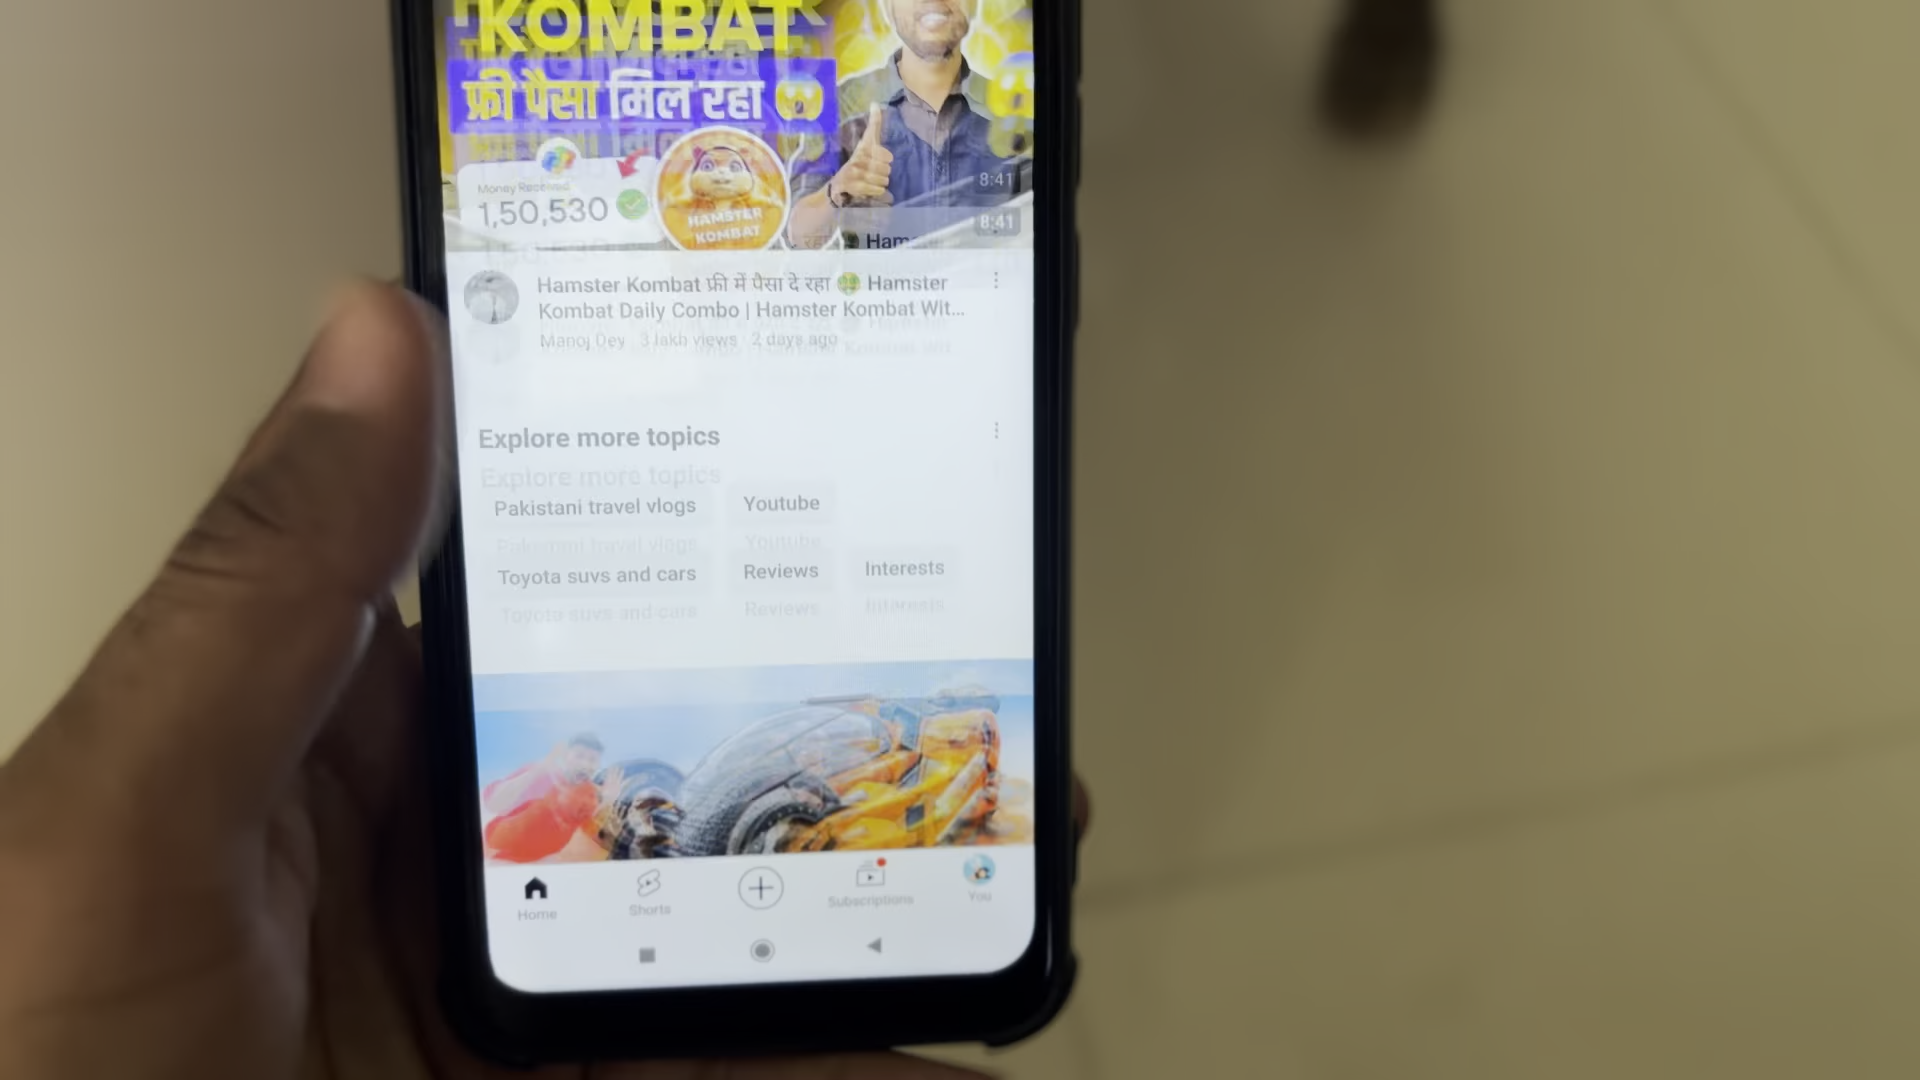 KOMBAT
फ्री पैसा मिल रहा
Money Received
1,50,530
HAMSTER
KOMBAT
8:41
8:41
Hamster Kombat फ्री में पैसा दे रहा 🤑 Hamster
Kombat Daily Combo | Hamster Kombat Wit...
Manoj Dey 3 lakh views 2 days ago
Explore more topics
Pakistani travel vlogs Youtube
Toyota suvs and cars Reviews Interests
Home Shorts Subscriptions You